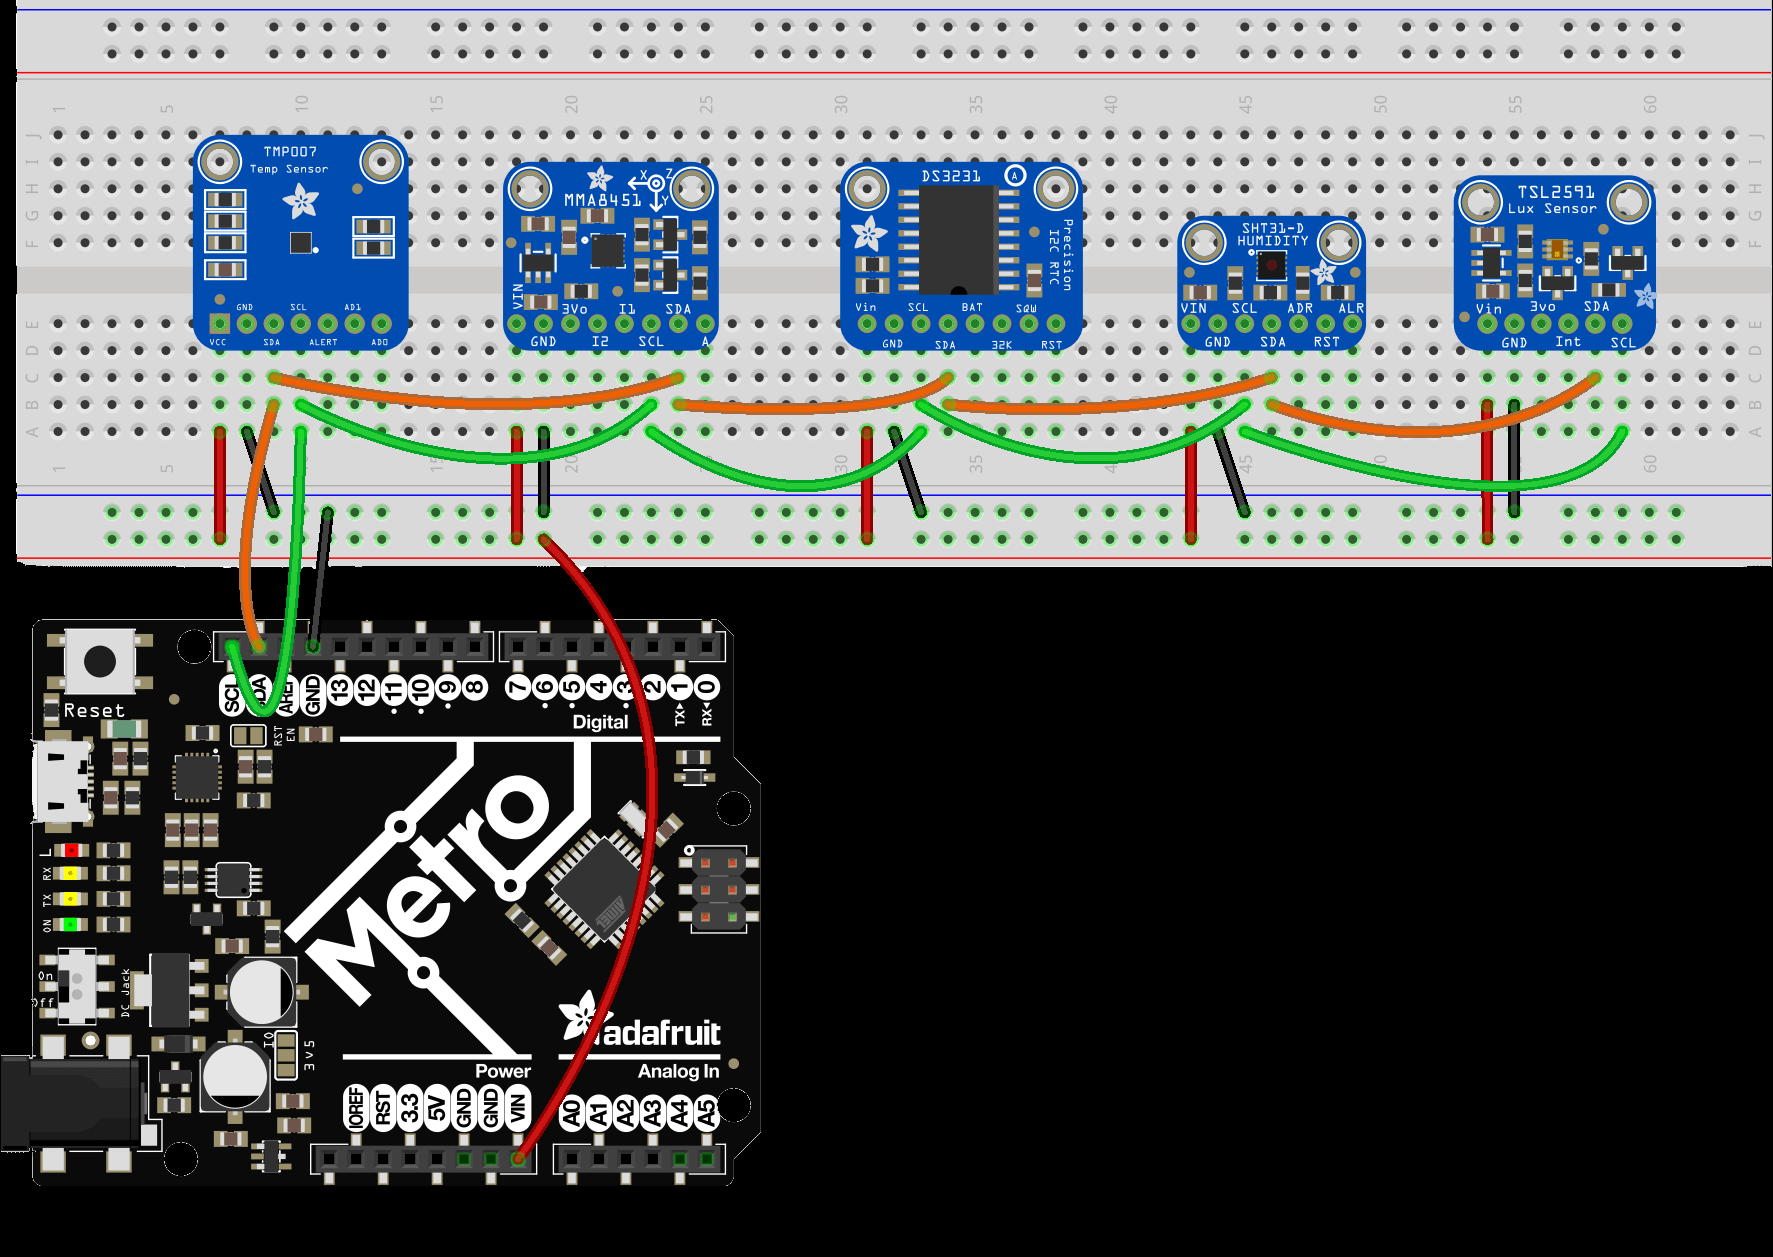 1 5 10 15 20 25 30 35 40 45 50 55 60
J J
I I
H H
G G
F F
TMP007
Temp Sensor
GND SCL AD1
VCC SDA ALERT AD0
X Z
Y
MMA8451
VIN 3Vo I1 SDA
GND I2 SCL A
DS3231
A
Precision
I2C RTC
Vin SCL BAT SQW
GND SDA 32K RST
SHT31-D
HUMIDITY
VIN SCL ADR ALR
GND SDA RST
TSL2591
Lux Sensor
Vin 3vo SDA
GND Int SCL
E E
D D
C C
B B
A A
1 5 15 20 30 35 45 50 60
SCL SDA AREF GND 13 12 11 10 9 8 7 6 5 4 3 2 1 0
TX RX
Digital
Reset
RST
EN
L
RX
TX
ON
On
Off
DC Jack
Metro
adafruit
IO
3V5
Power
Analog In
IOREF RST 3.3 5V GND GND VIN A0 A1 A2 A3 A4 A5